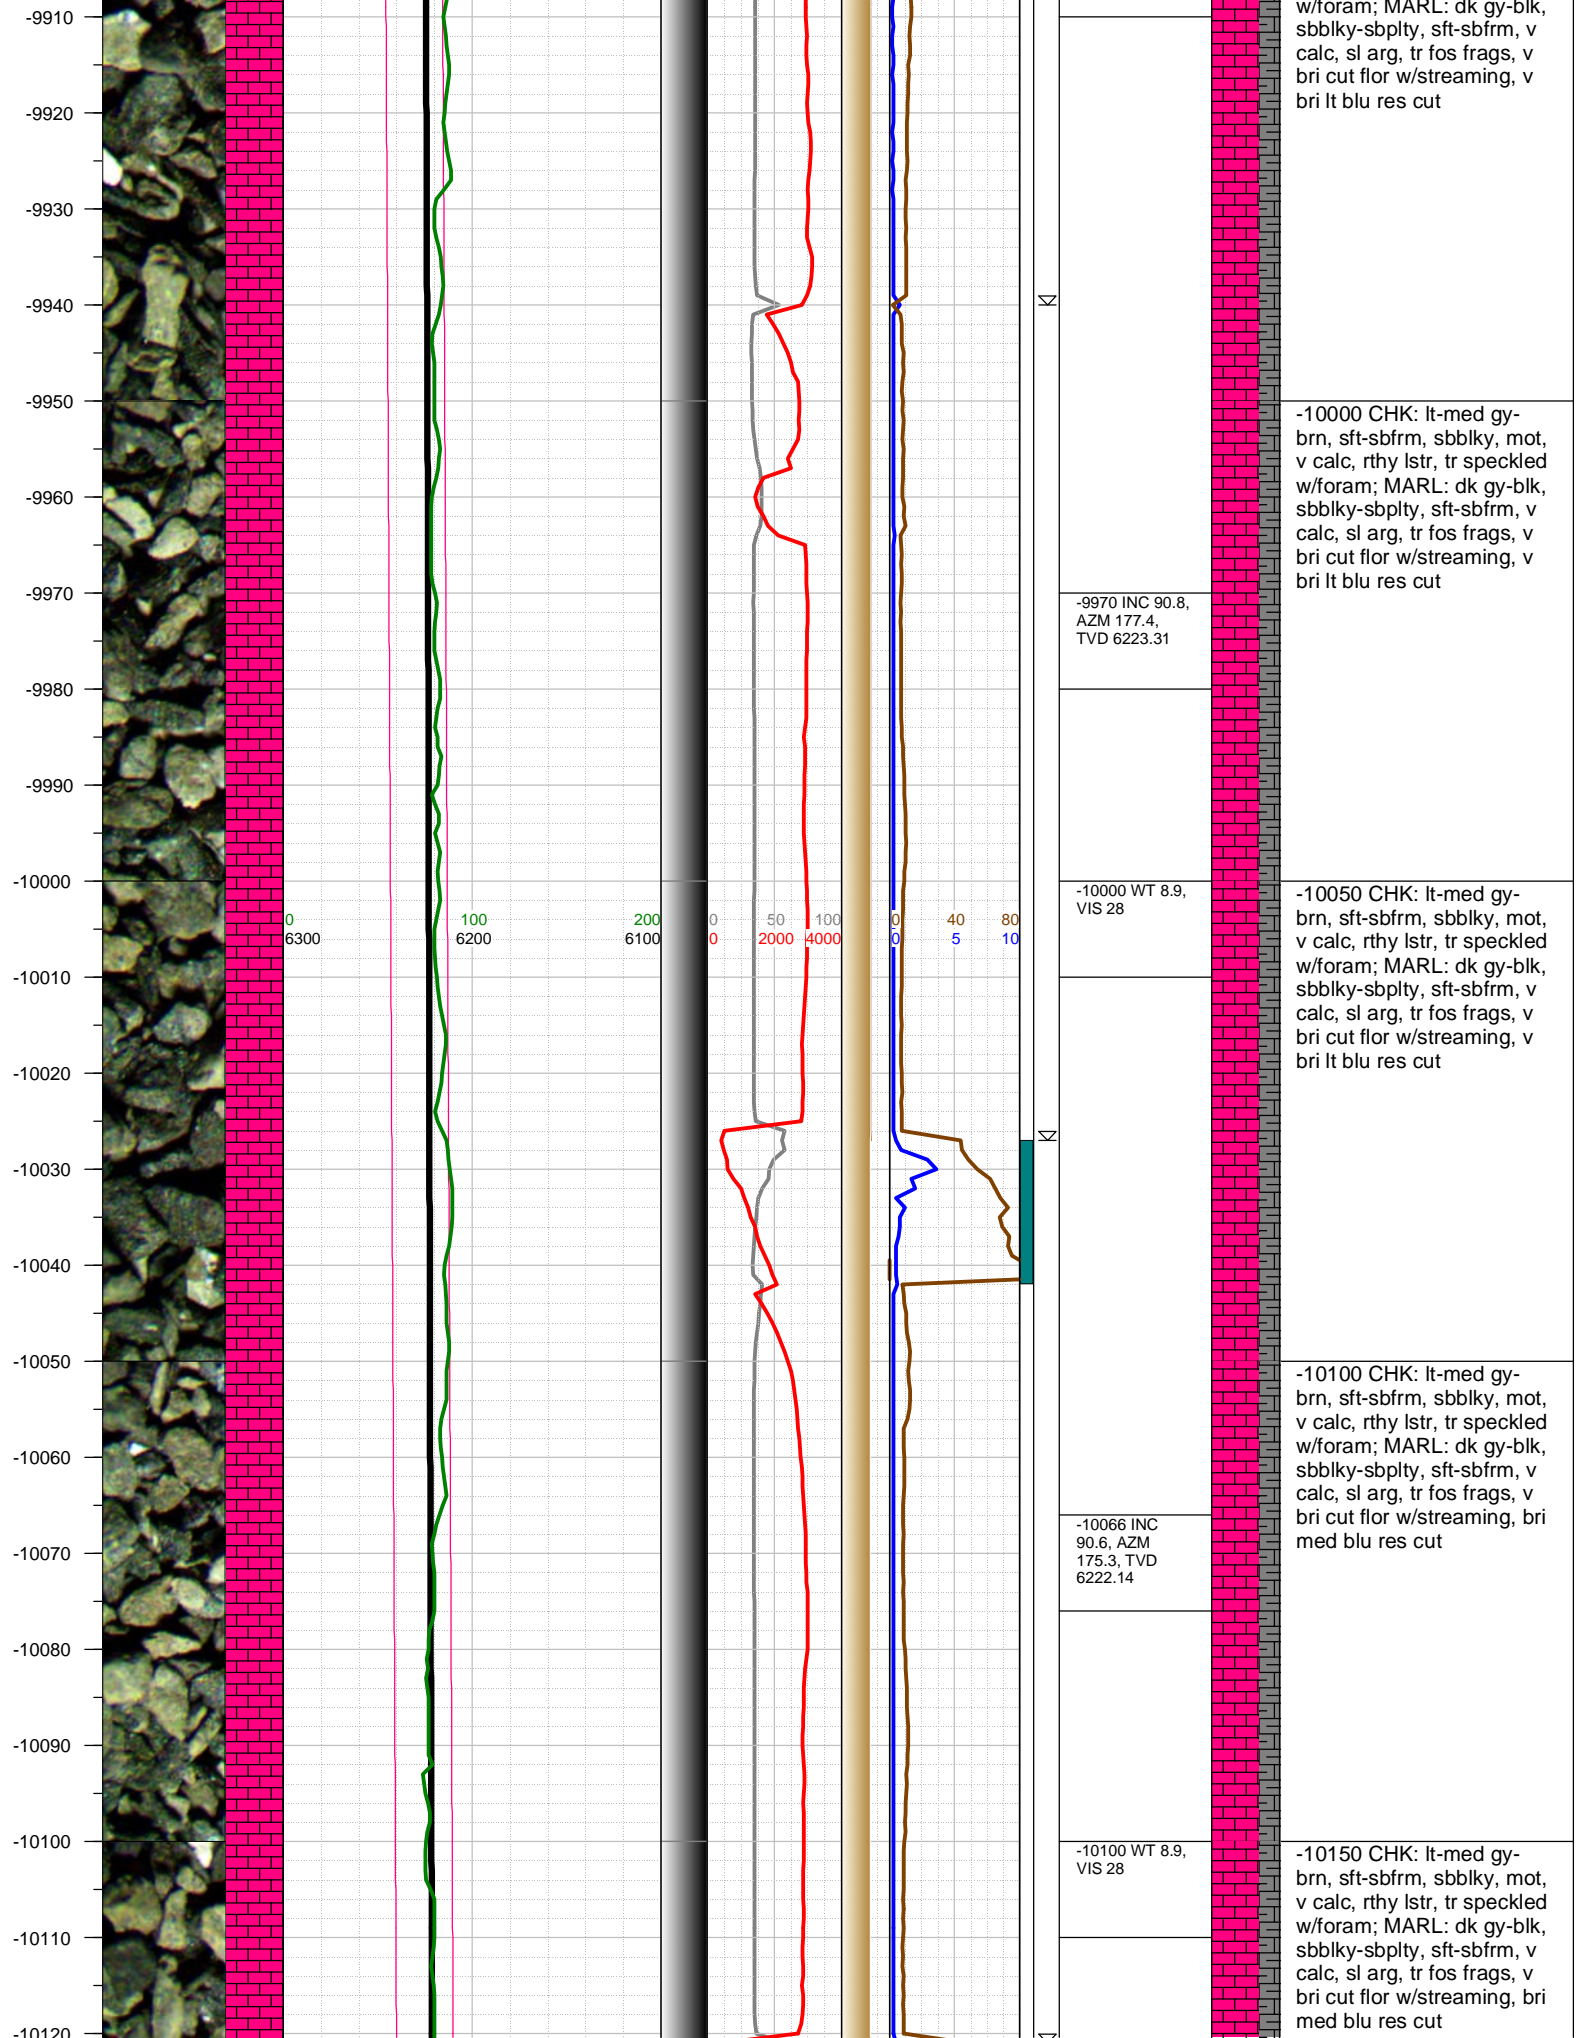 -9910
-9920
-9930
-9940
-9950
-9960
-9970
-9980
-9990
-10000
-10010
-10020
-10030
-10040
-10050
-10060
-10070
-10080
-10090
-10100
-10110
-10120
0 100 200
6300 6200 6100
0 50 100
0 2000 4000
0 40 80
0 5 10
-9970 INC 90.8,
AZM 177.4,
TVD 6223.31
-10000 WT 8.9,
VIS 28
-10066 INC
90.6, AZM
175.3, TVD
6222.14
-10100 WT 8.9,
VIS 28
w/foram; MARL: dk gy-blk,
sbblky-sbplty, sft-sbfrm, v
calc, sl arg, tr fos frags, v
bri cut flor w/streaming, v
bri lt blu res cut
-10000 CHK: lt-med gy-
brn, sft-sbfrm, sbblky, mot,
v calc, rthy lstr, tr speckled
w/foram; MARL: dk gy-blk,
sbblky-sbplty, sft-sbfrm, v
calc, sl arg, tr fos frags, v
bri cut flor w/streaming, v
bri lt blu res cut
-10050 CHK: lt-med gy-
brn, sft-sbfrm, sbblky, mot,
v calc, rthy lstr, tr speckled
w/foram; MARL: dk gy-blk,
sbblky-sbplty, sft-sbfrm, v
calc, sl arg, tr fos frags, v
bri cut flor w/streaming, v
bri lt blu res cut
-10100 CHK: lt-med gy-
brn, sft-sbfrm, sbblky, mot,
v calc, rthy lstr, tr speckled
w/foram; MARL: dk gy-blk,
sbblky-sbplty, sft-sbfrm, v
calc, sl arg, tr fos frags, v
bri cut flor w/streaming, bri
med blu res cut
-10150 CHK: lt-med gy-
brn, sft-sbfrm, sbblky, mot,
v calc, rthy lstr, tr speckled
w/foram; MARL: dk gy-blk,
sbblky-sbplty, sft-sbfrm, v
calc, sl arg, tr fos frags, v
bri cut flor w/streaming, bri
med blu res cut